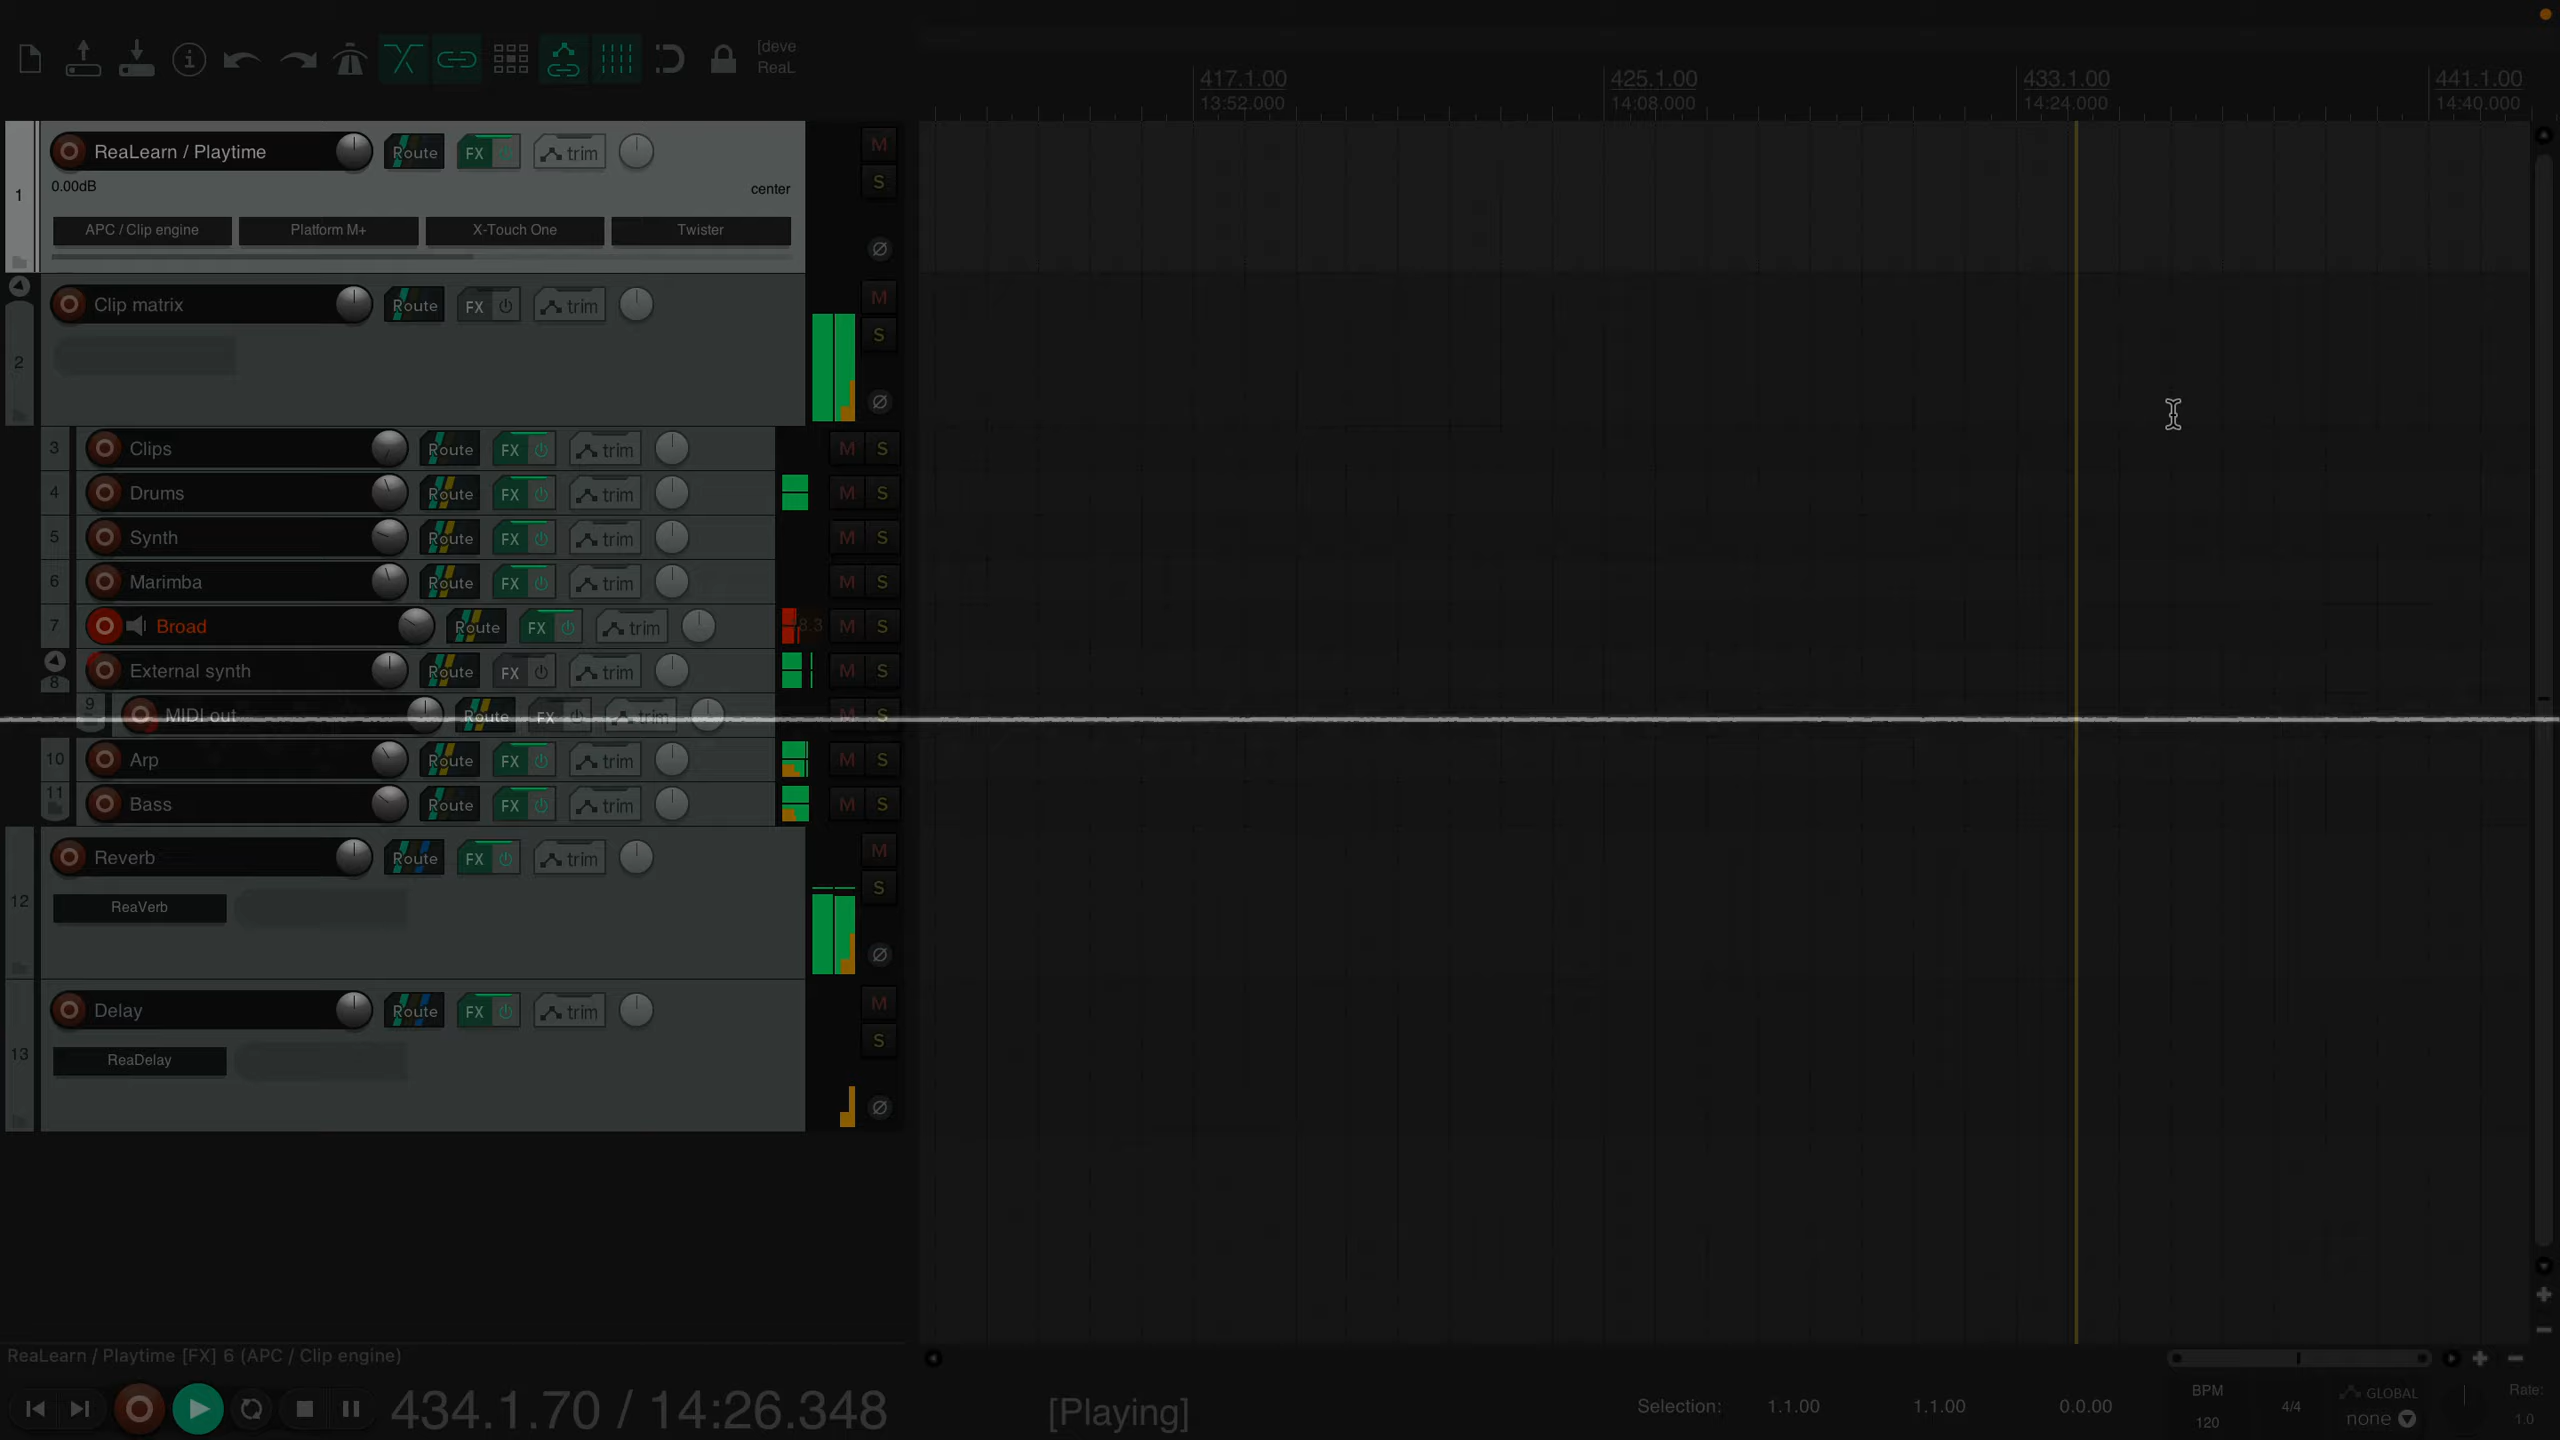 [deve
ReaL
417.1.00 425.1.00 433.1.00 441.1.00
13:52.000 14:08.000 14:24.000 14:40.000
1 ReaLearn / Playtime Route FX trim M
0.00dB center S
APC / Clip engine Platform M+ X-Touch One Twister
2 Clip matrix Route FX trim M
S
3 Clips Route FX trim M S
4 Drums Route FX trim M S
5 Synth Route FX trim M S
6 Marimba Route FX trim M S
7 Broad Route FX trim 8.3 M S
8 External synth Route FX trim M S
9 MIDI out Route FX trim M S
10 Arp Route FX trim M S
11 Bass Route FX trim M S
12 Reverb Route FX trim M
S
ReaVerb
13 Delay Route FX trim M
S
ReaDelay
ReaLearn / Playtime [FX] 6 (APC / Clip engine)
434.1.70 / 14:26.348 [Playing] Selection: 1.1.00 1.1.00 0.0.00
BPM
120
4/4
GLOBAL
none
Rate:
1.0